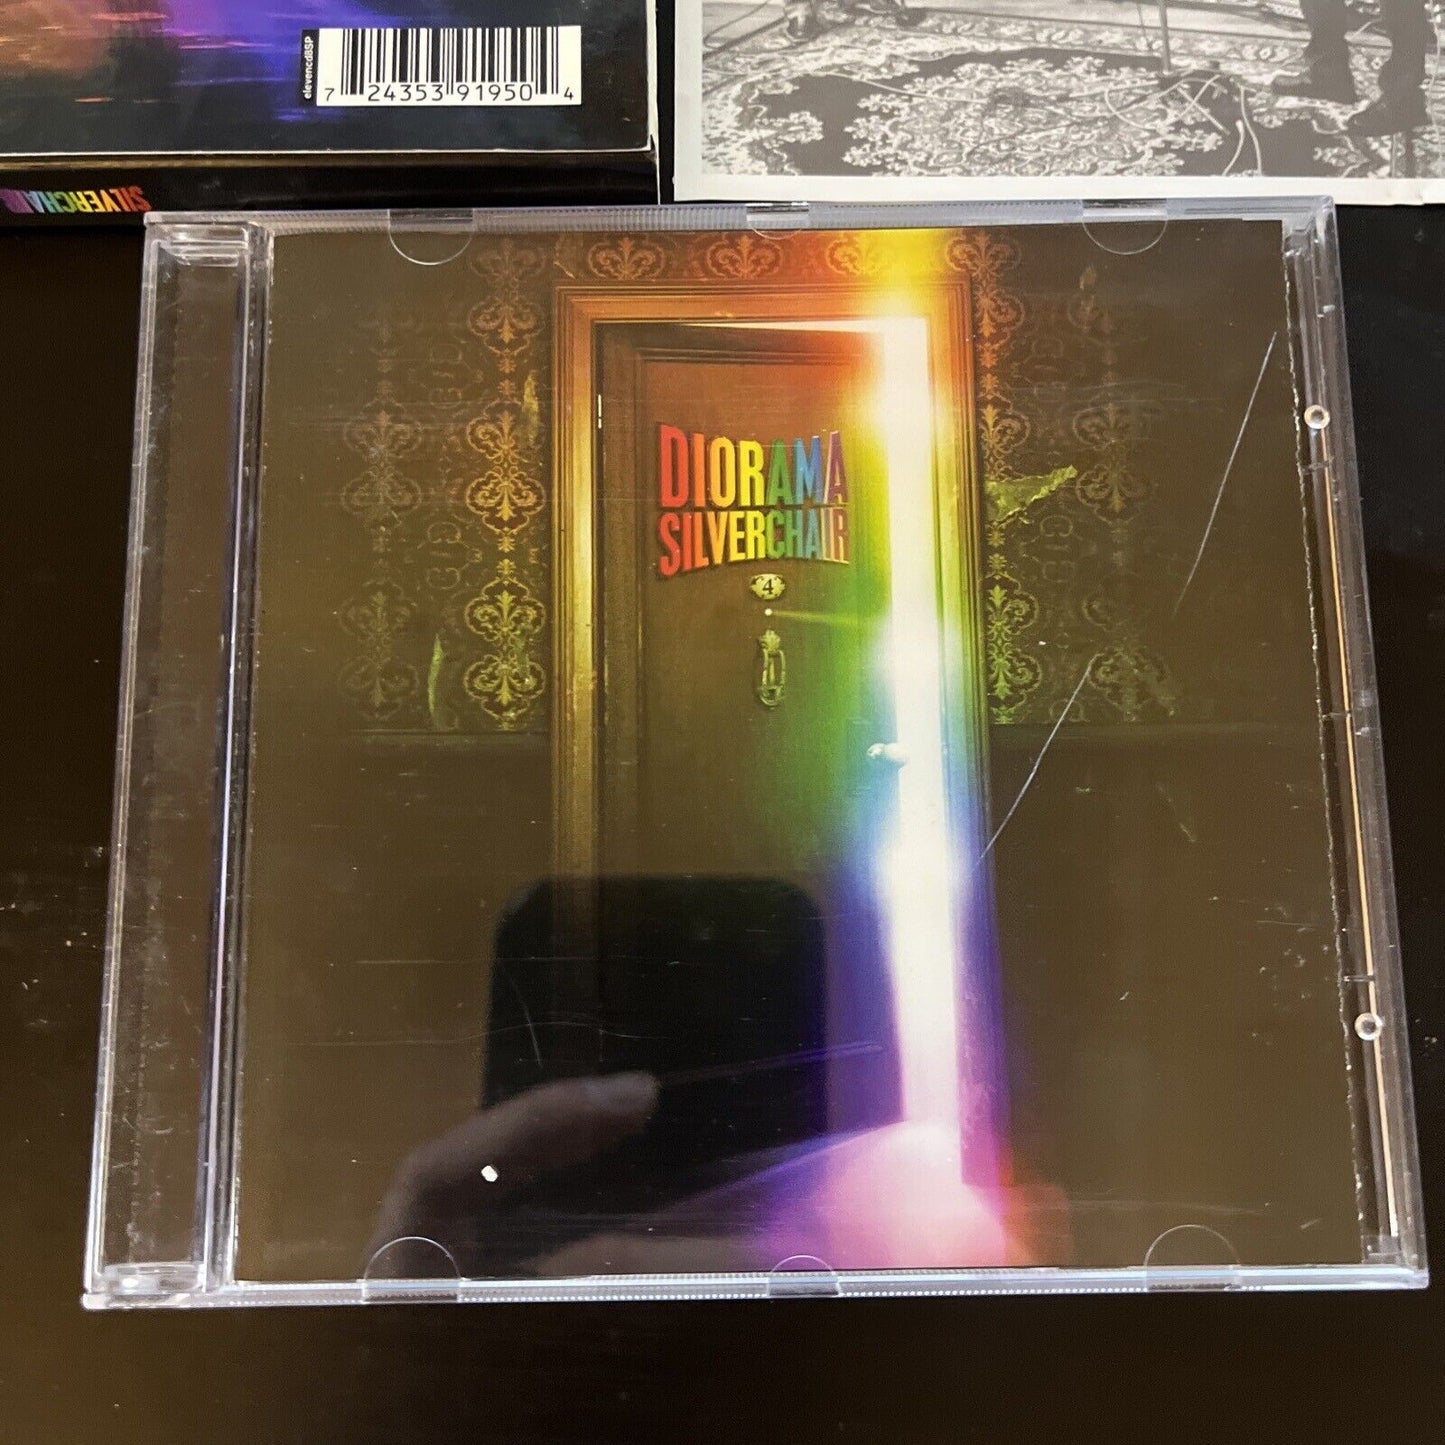 elevencd8SP
7 24353 91950 4
SILVERCHAIR
DIORAMA
SILVERCHAIR
4